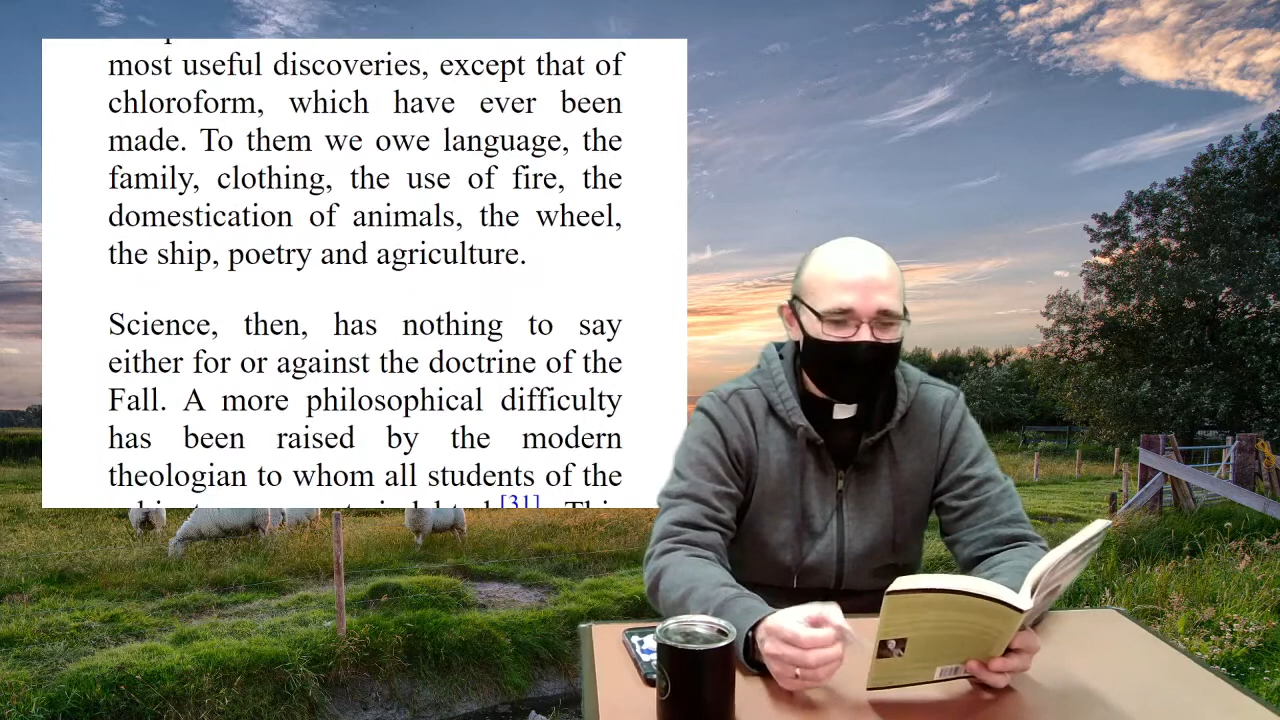 most useful discoveries, except that of
chloroform, which have ever been
made. To them we owe language, the
family, clothing, the use of fire, the
domestication of animals, the wheel,
the ship, poetry and agriculture.
Science, then, has nothing to say
either for or against the doctrine of the
Fall. A more philosophical difficulty
has been raised by the modern
theologian to whom all students of the
[31]